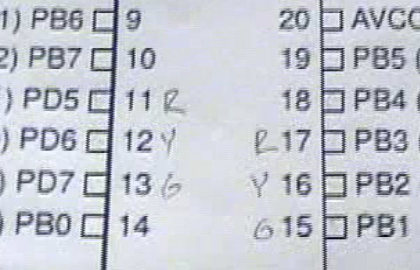 1) PB6 9 20 AVCC
2) PB7 10 19 PB5 (
) PD5 11 R 18 PB4 (
) PD6 12 Y R 17 PB3 (
) PD7 13 G Y 16 PB2
) PB0 14 G 15 PB1